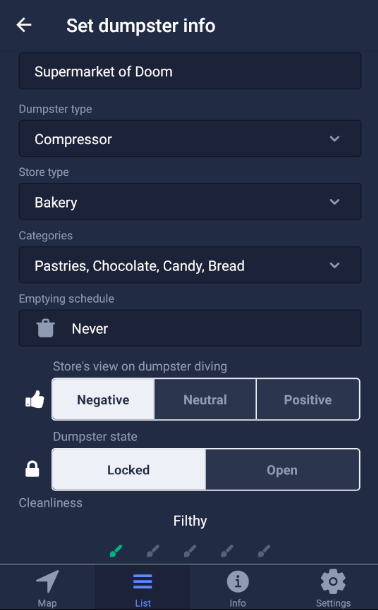 Set dumpster info
Supermarket of Doom
Dumpster type
Compressor
Store type
Bakery
Categories
Pastries, Chocolate, Candy, Bread
Emptying schedule
Never
Store's view on dumpster diving
Negative Neutral Positive
Dumpster state
Locked Open
Cleanliness
Filthy
Map List Info Settings